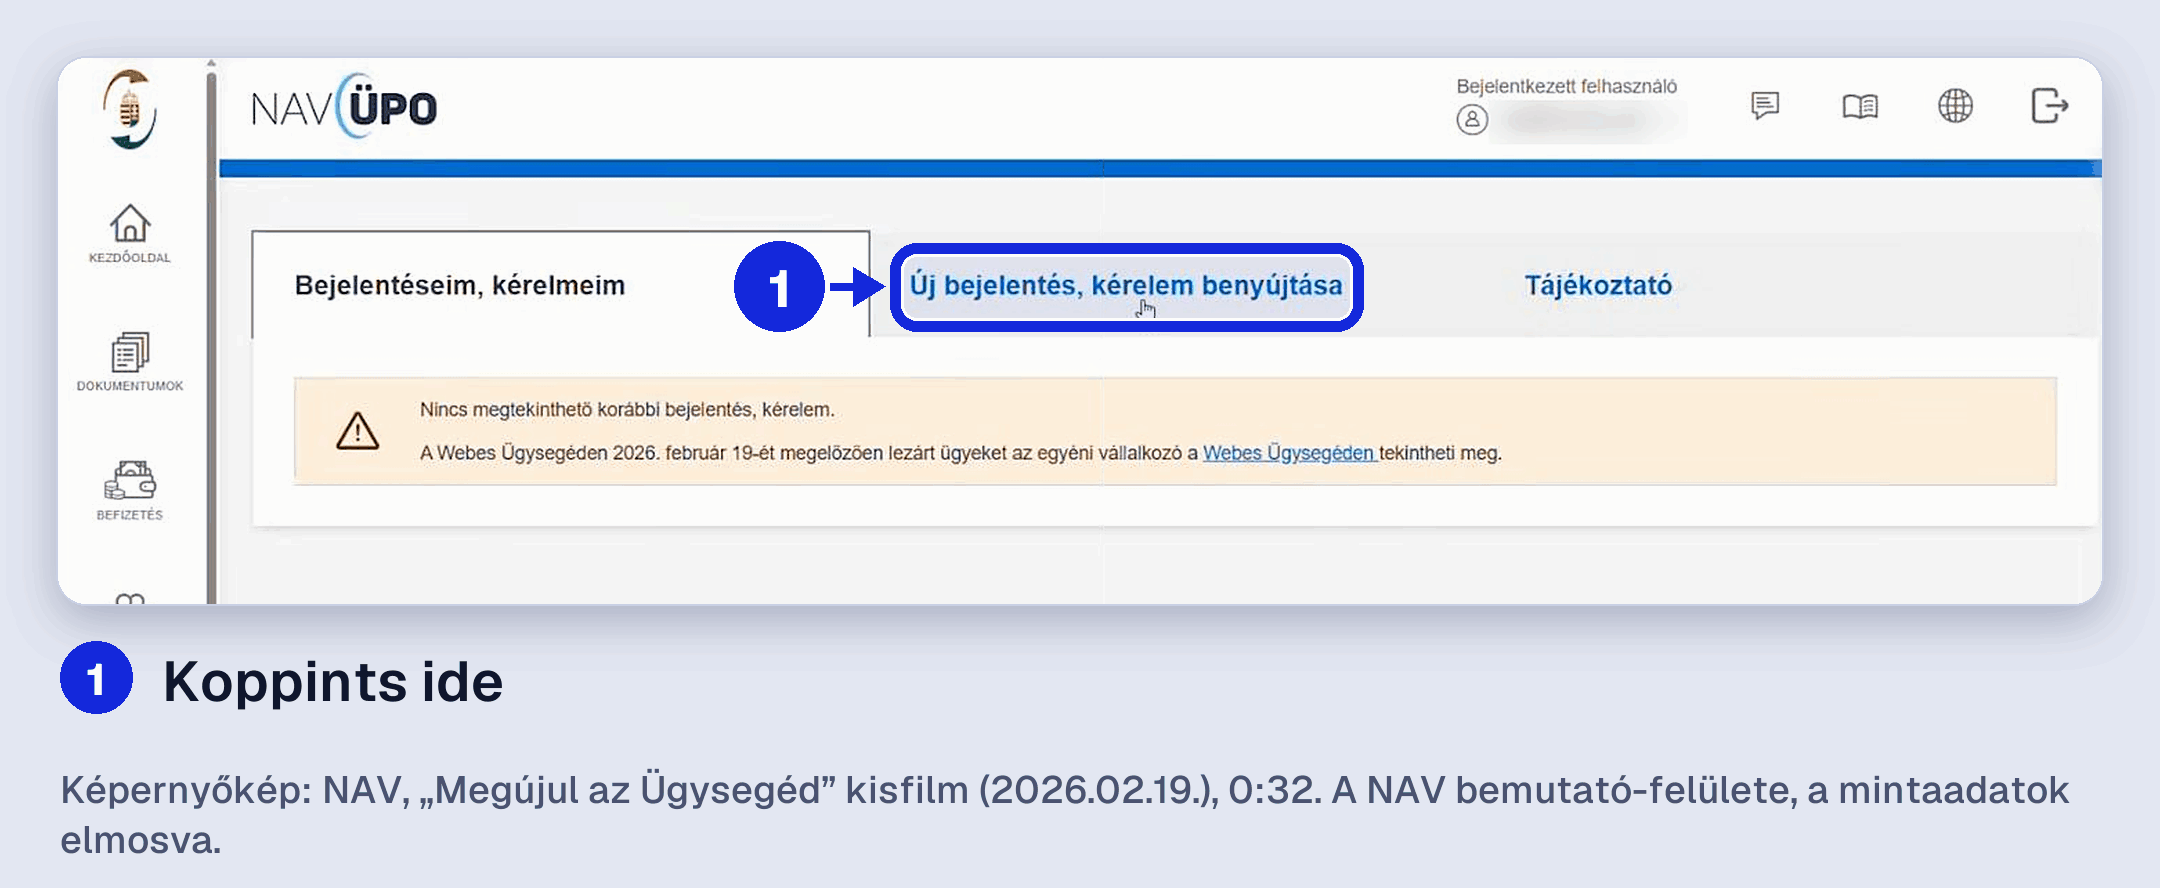 NAV ÜPO
Bejelentkezett felhasználó
KEZDŐOLDAL
DOKUMENTUMOK
BEFIZETÉS
Bejelentéseim, kérelmeim
1
Új bejelentés, kérelem benyújtása
Tájékoztató
Nincs megtekinthető korábbi bejelentés, kérelem.
A Webes Ügysegéden 2026. február 19-ét megelőzően lezárt ügyeket az egyéni vállalkozó a Webes Ügysegéden tekintheti meg.
1 Koppints ide
Képernyőkép: NAV, „Megújul az Ügysegéd” kisfilm (2026.02.19.), 0:32. A NAV bemutató-felülete, a mintaadatok
elmosva.